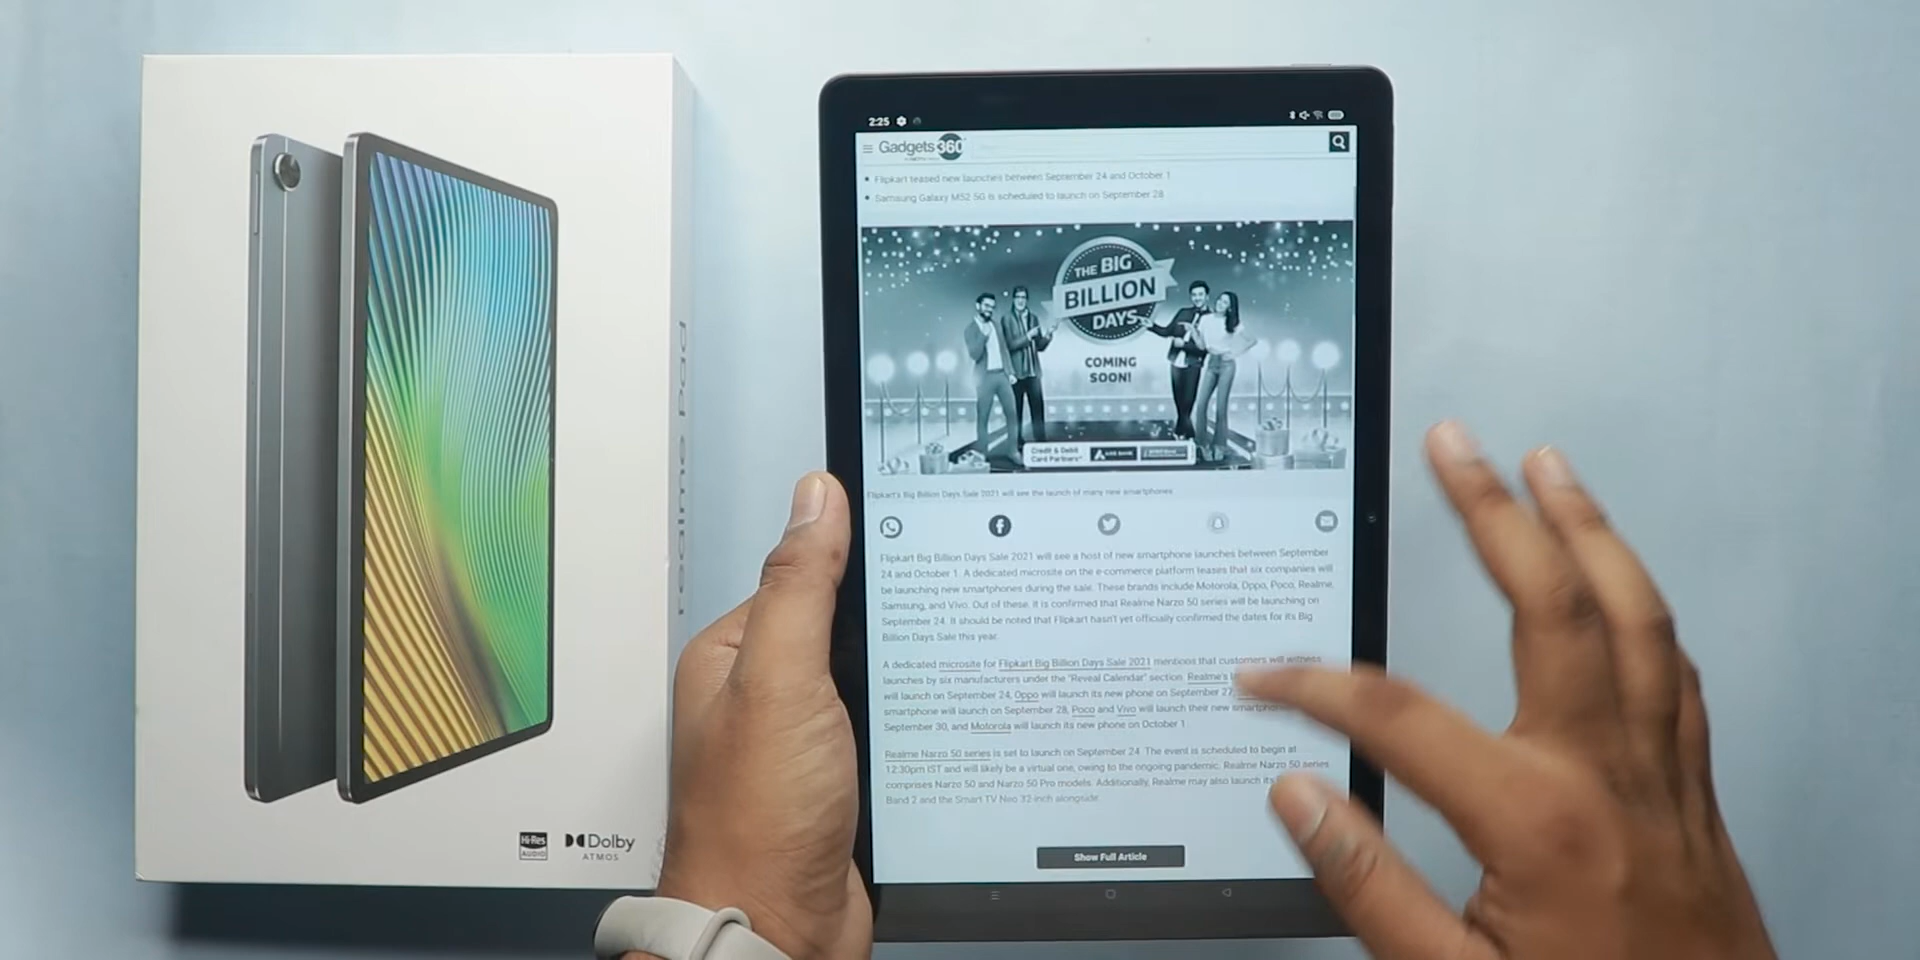 realme pad
Hi-Res
AUDIO
Dolby
ATMOS
2:25
Gadgets 360
Flipkart teased new launches between September 24 and October 1
Samsung Galaxy M52 5G is scheduled to launch on September 28
THE BIG
BILLION
DAYS
COMING
SOON!
Credit & Debit
Card Partners*
AXIS BANK
Flipkart's Big Billion Days Sale 2021 will see the launch of many new smartphones
Flipkart Big Billion Days Sale 2021 will see a host of new smartphone launches between September
24 and October 1. A dedicated microsite on the e-commerce platform teases that six companies will
be launching new smartphones during the sale. These brands include Motorola, Oppo, Poco, Realme,
Samsung, and Vivo. Out of these, it is confirmed that Realme Narzo 50 series will be launching on
September 24. It should be noted that Flipkart hasn't yet officially confirmed the dates for its Big
Billion Days Sale this year.
A dedicated microsite for Flipkart Big Billion Days Sale 2021 mentions that customers will witness
launches by six manufacturers under the "Reveal Calendar" section. Realme's
will launch on September 24, Oppo will launch its new phone on September 27,
smartphone will launch on September 28, Poco and Vivo will launch their new
September 30, and Motorola will launch its new phone on October 1.
Realme Narzo 50 series is set to launch on September 24. The event is scheduled to begin at
12:30pm IST and will likely be a virtual one, owing to the ongoing pandemic. Realme Narzo 50 series
comprises Narzo 50 and Narzo 50 Pro models. Additionally, Realme may also launch its
Band 2 and the Smart TV Neo 32-inch alongside.
Show Full Article